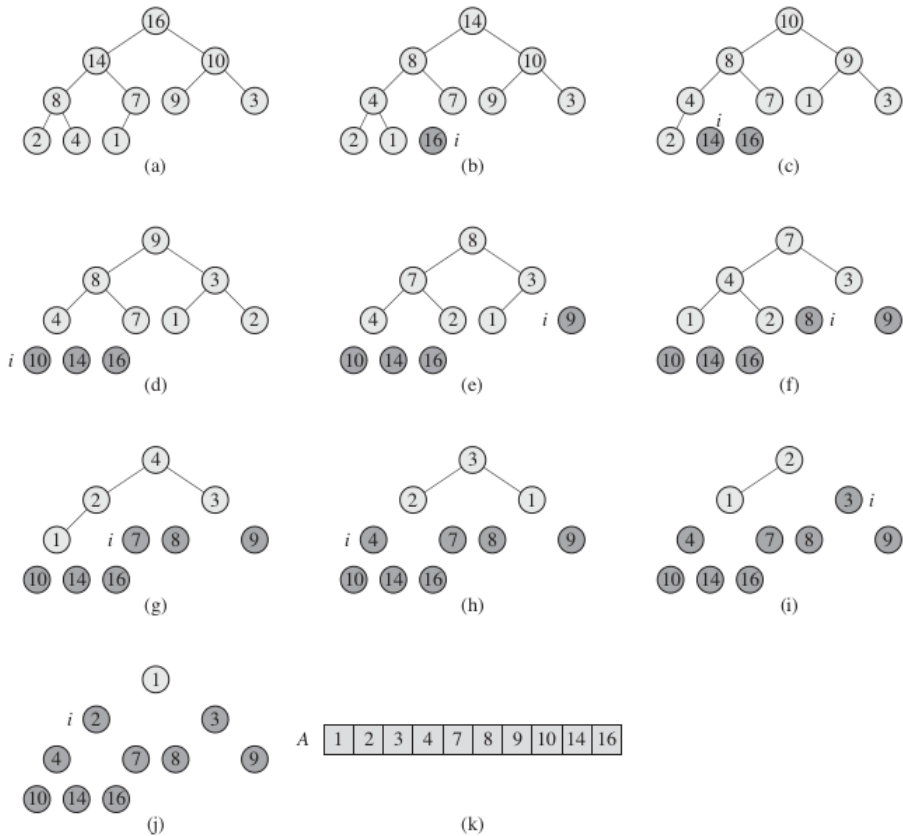 16 14 10
14 10 8 10 8 9
8 7 9 3 4 7 9 3 4 7 1 3
i
2 4 1 2 1 16 i 2 14 16
(a) (b) (c)
9 8 7
8 3 7 3 4 3
4 7 1 2 4 2 1 i 9 1 2 8 i 9
i 10 14 16 10 14 16 10 14 16
(d) (e) (f)
4 3 2
2 3 2 1 1 3 i
1 i 7 8 9 i 4 7 8 9 4 7 8 9
10 14 16 10 14 16 10 14 16
(g) (h) (i)
1
i 2 3
4 7 8 9 A 1 2 3 4 7 8 9 10 14 16
10 14 16
(j) (k)